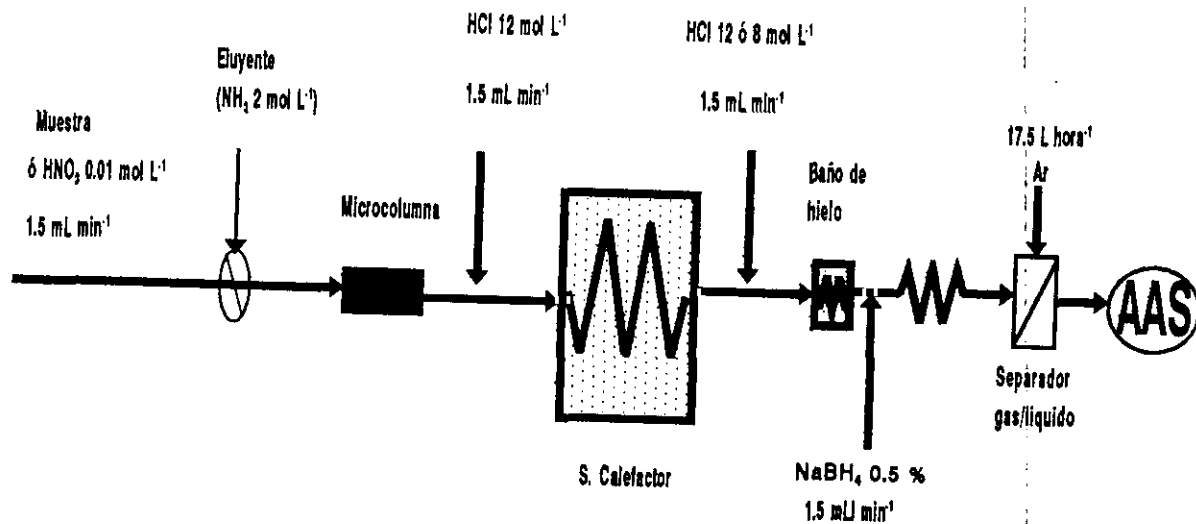 Muestra
ó HNO₃ 0.01 mol L⁻¹
1.5 mL min⁻¹
Eluyente
(NH₃ 2 mol L⁻¹)
Microcolumna
HCl 12 mol L⁻¹
1.5 mL min⁻¹
S. Calefactor
HCl 12 ó 8 mol L⁻¹
1.5 mL min⁻¹
Baño de
hielo
NaBH₄ 0.5 %
1.5 mL/ min⁻¹
17.5 L hora⁻¹
Ar
Separador
gas/líquido
AAS